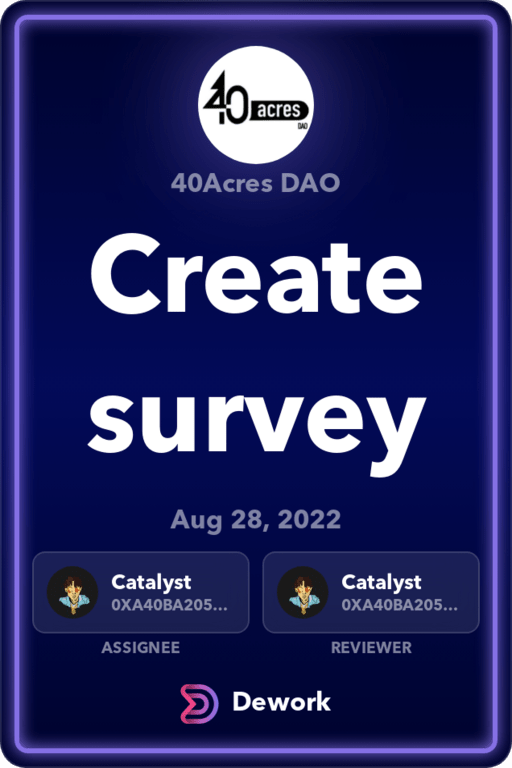 40 acres
DAO
40Acres DAO
Create
survey
Aug 28, 2022
Catalyst
0XA40BA205...
ASSIGNEE
Catalyst
0XA40BA205...
REVIEWER
Dework